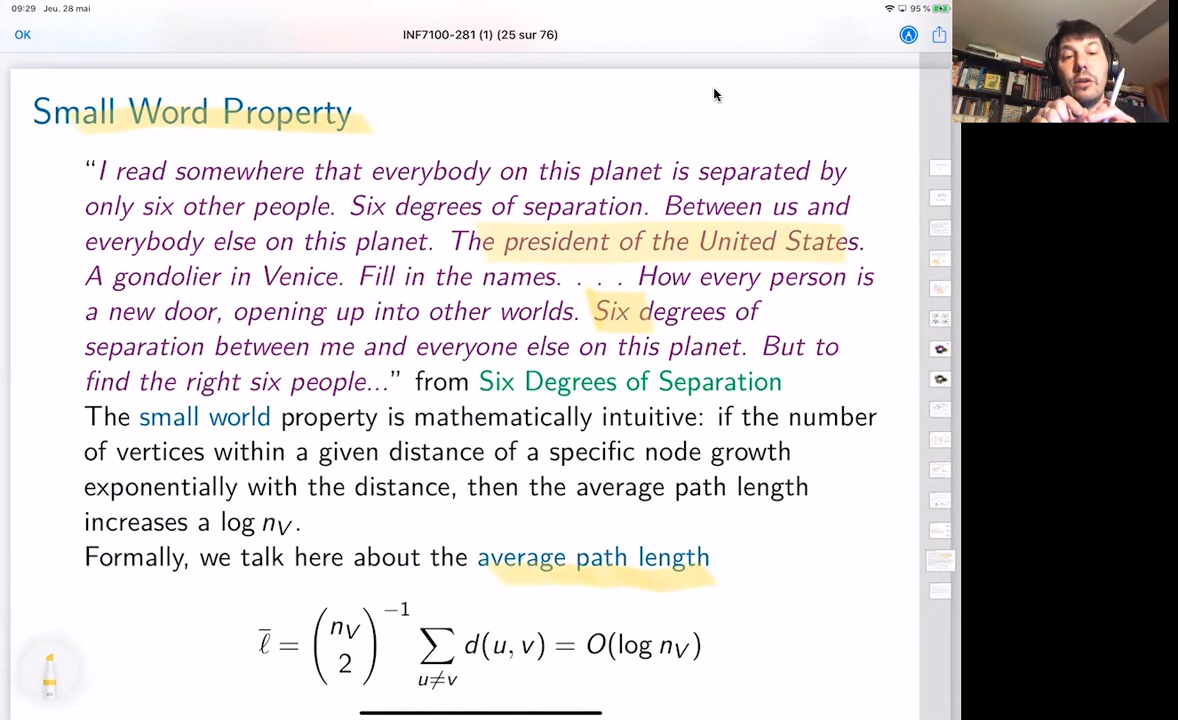 09:29 Jeu. 28 mai
95 %
OK
INF7100-281 (1) (25 sur 76)
Small Word Property
“I read somewhere that everybody on this planet is separated by
only six other people. Six degrees of separation. Between us and
everybody else on this planet. The president of the United States.
A gondolier in Venice. Fill in the names. . . . How every person is
a new door, opening up into other worlds. Six degrees of
separation between me and everyone else on this planet. But to
find the right six people...” from Six Degrees of Separation
The small world property is mathematically intuitive: if the number
of vertices within a given distance of a specific node growth
exponentially with the distance, then the average path length
increases a log nV.
Formally, we talk here about the average path length
ℓ̄ = (nV 2)−1 ∑u≠v d(u, v) = O(log nV)